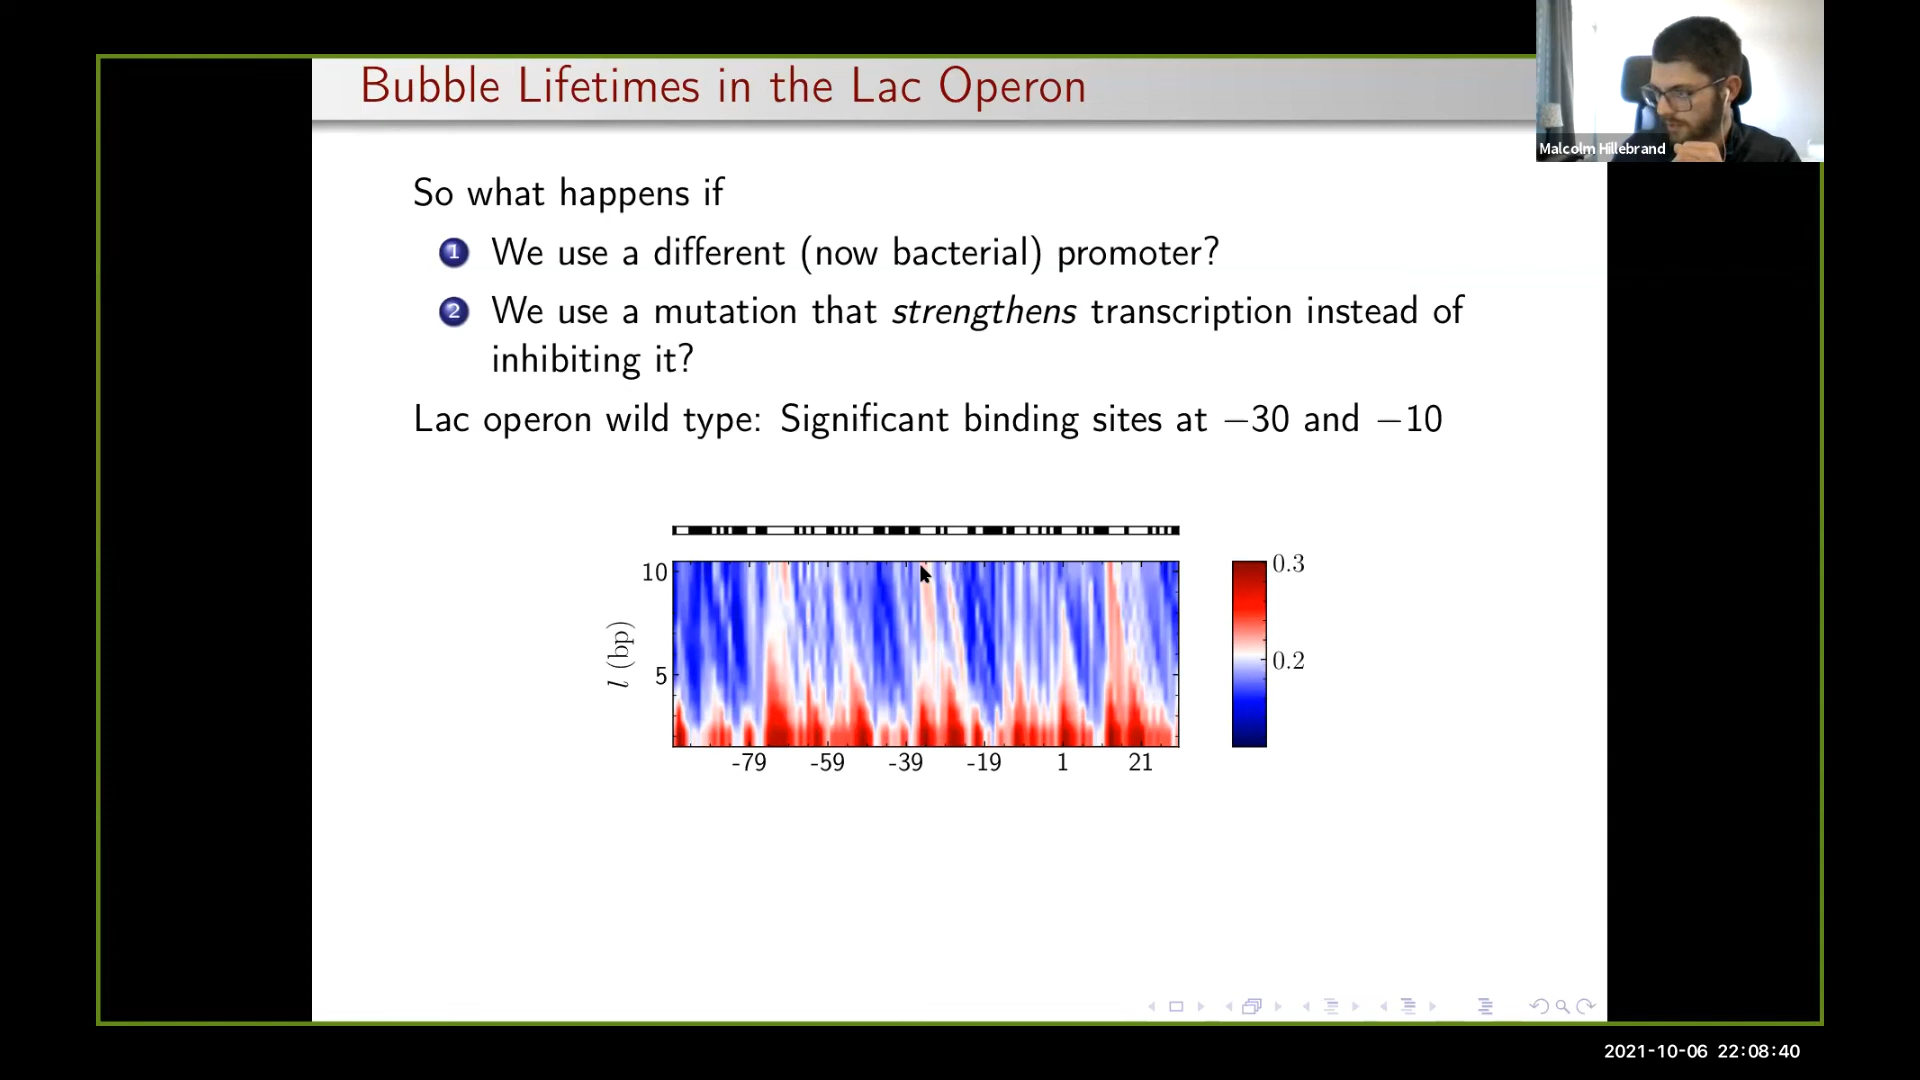 Bubble Lifetimes in the Lac Operon
Malcolm Hillebrand
So what happens if
1 We use a different (now bacterial) promoter?
2 We use a mutation that strengthens transcription instead of
inhibiting it?
Lac operon wild type: Significant binding sites at −30 and −10
10
5
l (bp)
-79 -59 -39 -19 1 21
0.3
0.2
2021-10-06 22:08:40